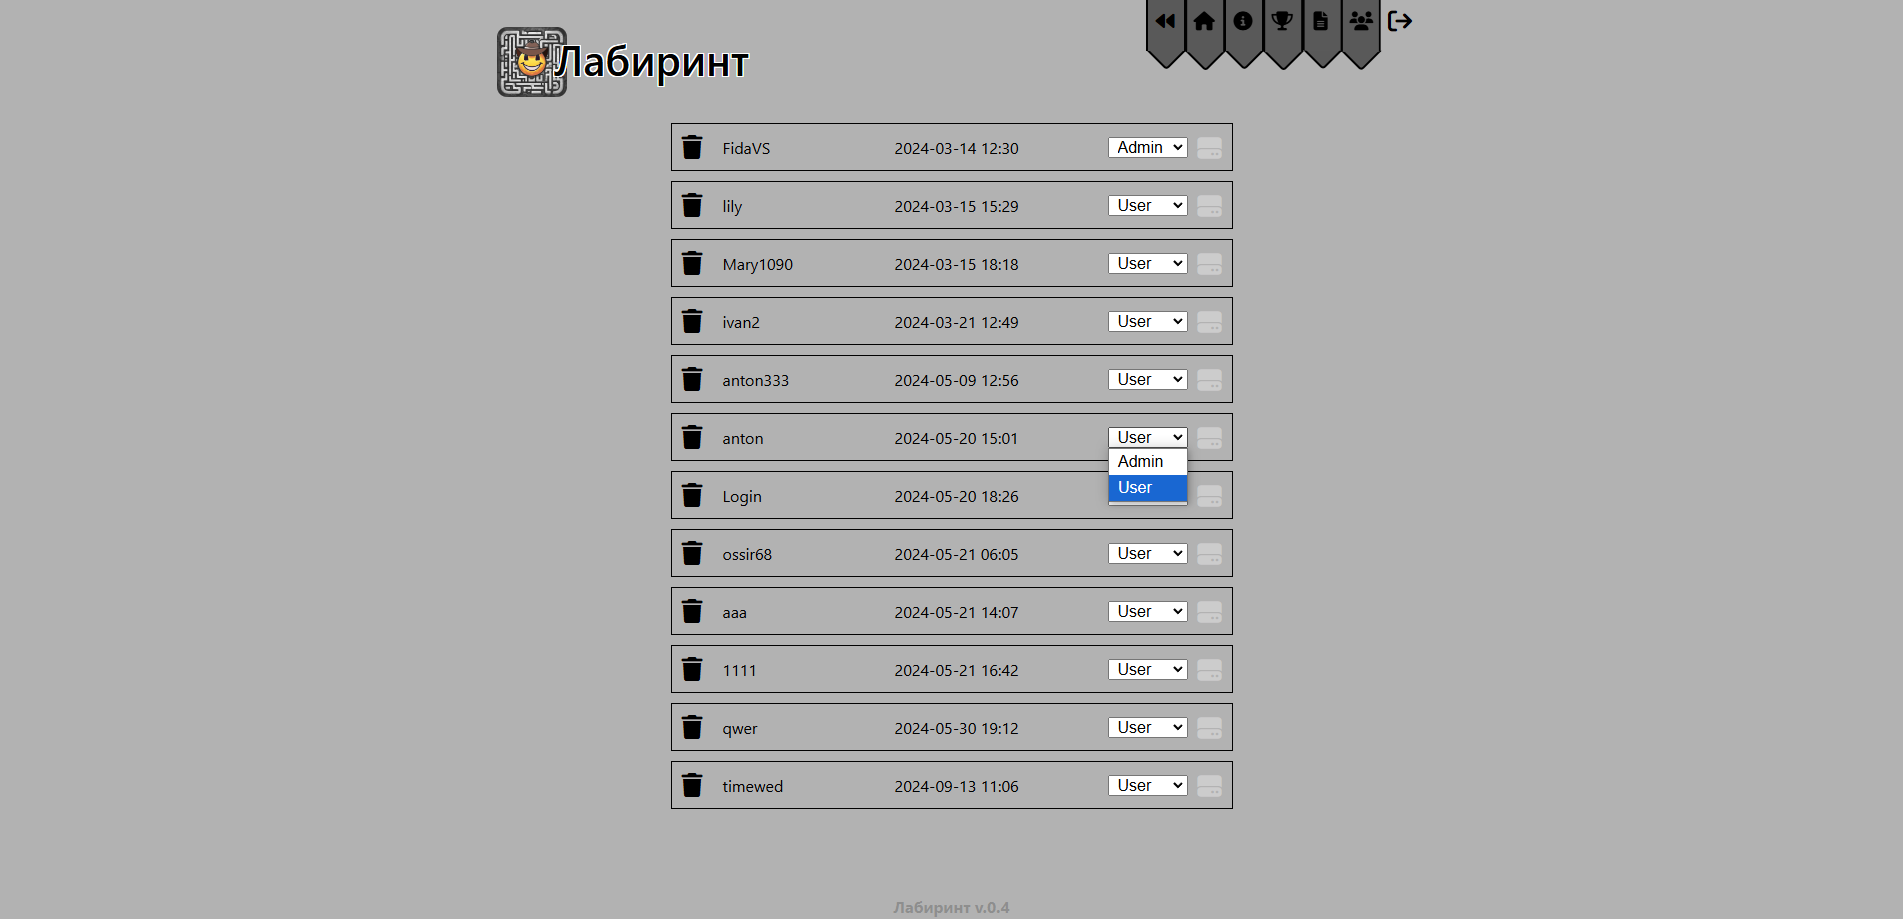 Лабиринт
FidaVS 2024-03-14 12:30 Admin
lily 2024-03-15 15:29 User
Mary1090 2024-03-15 18:18 User
ivan2 2024-03-21 12:49 User
anton333 2024-05-09 12:56 User
anton 2024-05-20 15:01 User
Admin
User
Login 2024-05-20 18:26
ossir68 2024-05-21 06:05 User
aaa 2024-05-21 14:07 User
1111 2024-05-21 16:42 User
qwer 2024-05-30 19:12 User
timewed 2024-09-13 11:06 User
Лабиринт v.0.4